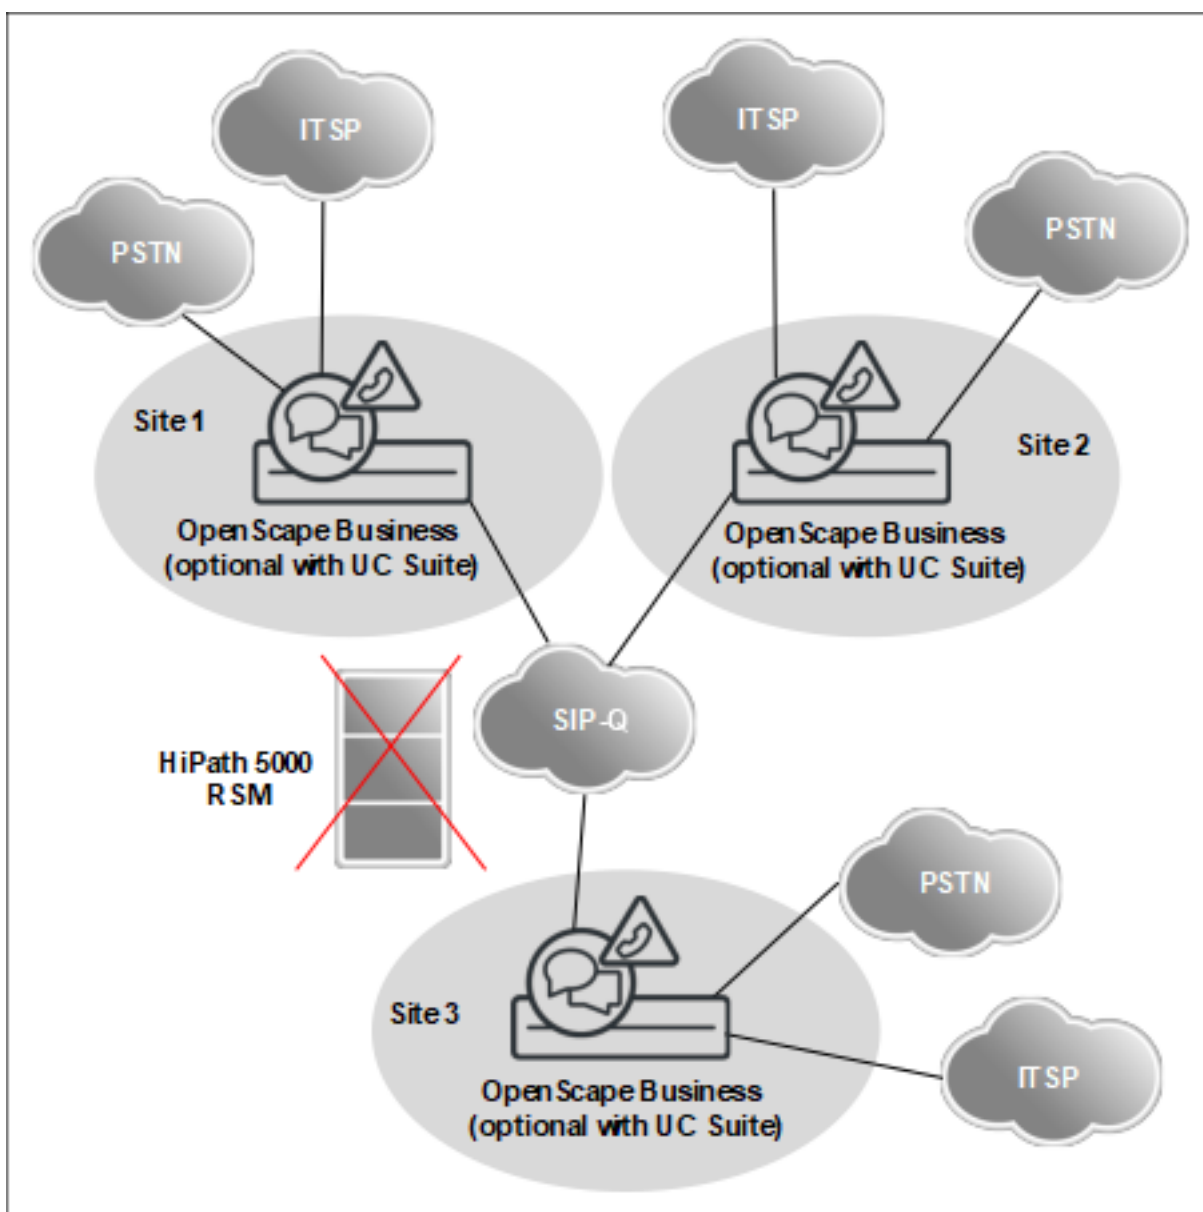 ITSP
ITSP
PSTN
PSTN
Site 1
Site 2
OpenScape Business
(optional with UC Suite)
OpenScape Business
(optional with UC Suite)
SIP-Q
HiPath 5000
RSM
PSTN
Site 3
ITSP
OpenScape Business
(optional with UC Suite)